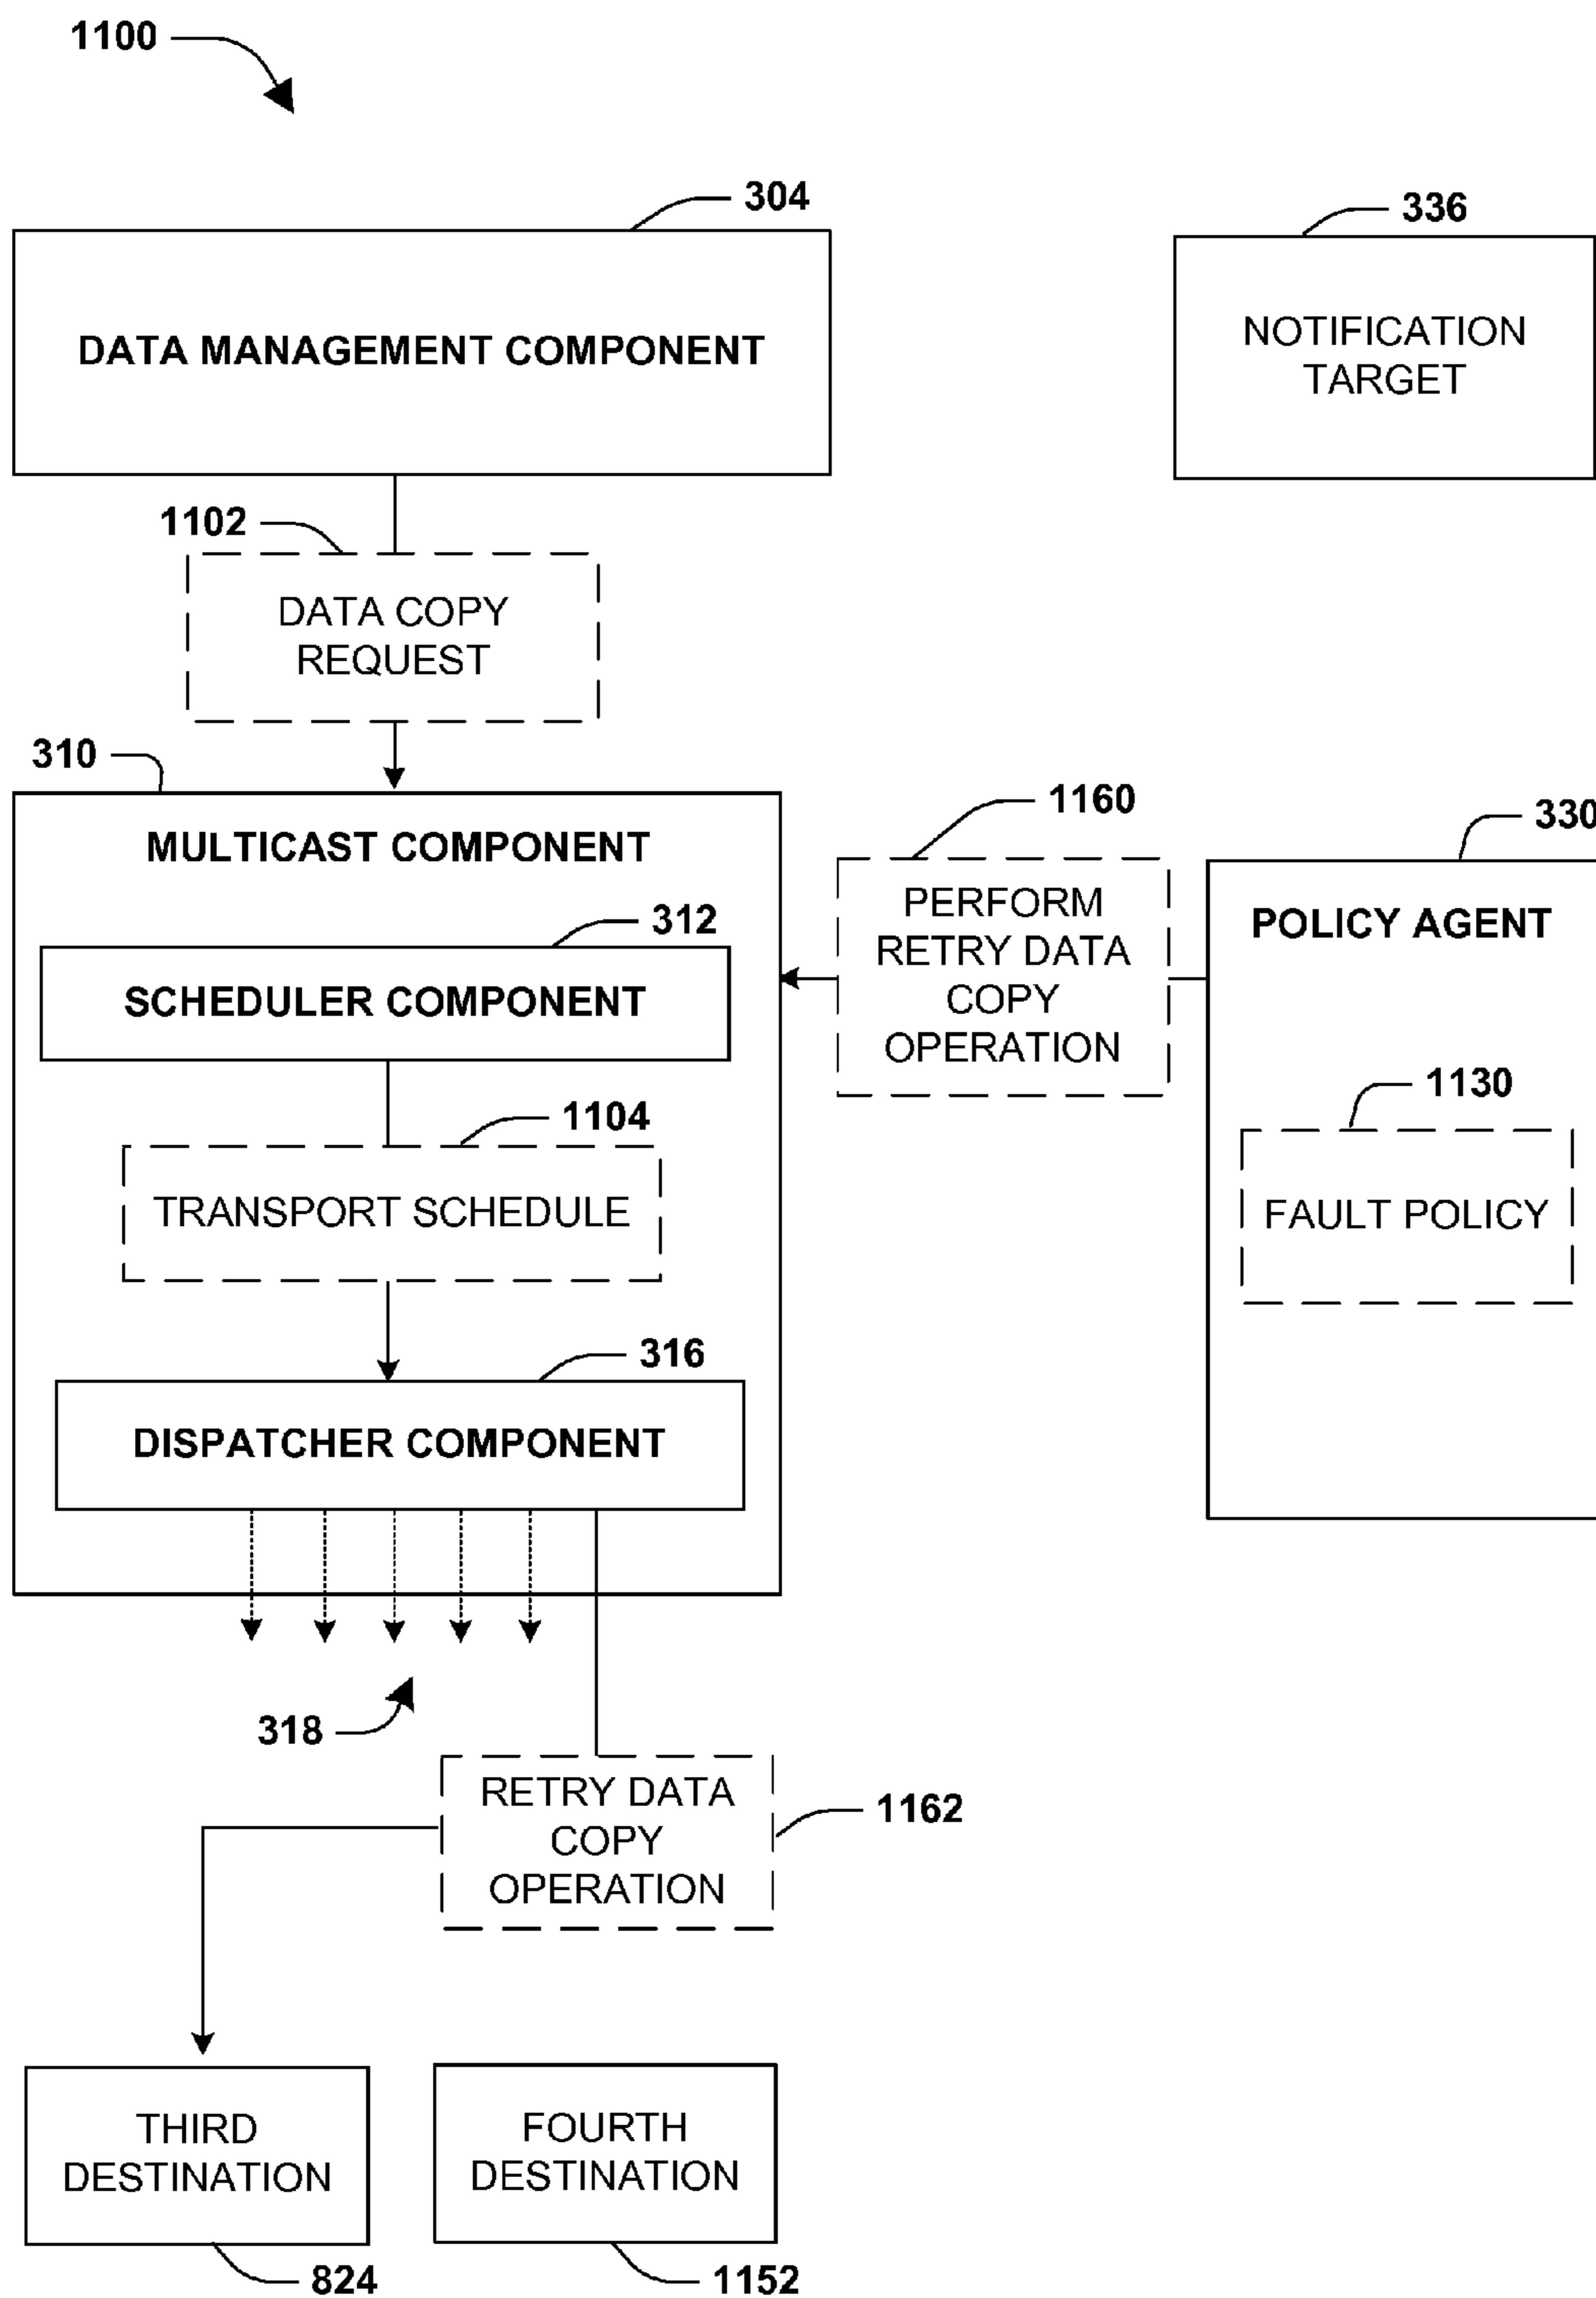 1100
304
336
DATA MANAGEMENT COMPONENT
NOTIFICATION
TARGET
1102
DATA COPY
REQUEST
310
MULTICAST COMPONENT
1160
330
PERFORM
RETRY DATA
COPY
OPERATION
POLICY AGENT
312
SCHEDULER COMPONENT
1130
FAULT POLICY
1104
TRANSPORT SCHEDULE
316
DISPATCHER COMPONENT
318
RETRY DATA
COPY
OPERATION
1162
THIRD
DESTINATION
FOURTH
DESTINATION
824
1152